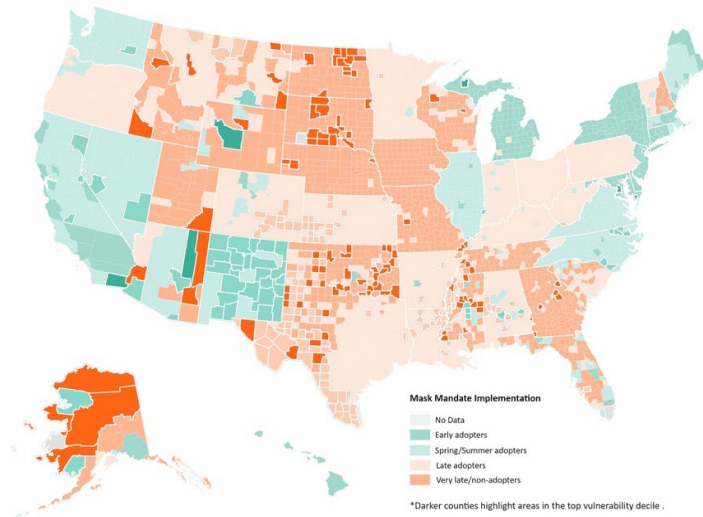 Mask Mandate Implementation
No Data
Early adopters
Spring/Summer adopters
Late adopters
Very late/non-adopters
*Darker counties highlight areas in the top vulnerability decile .